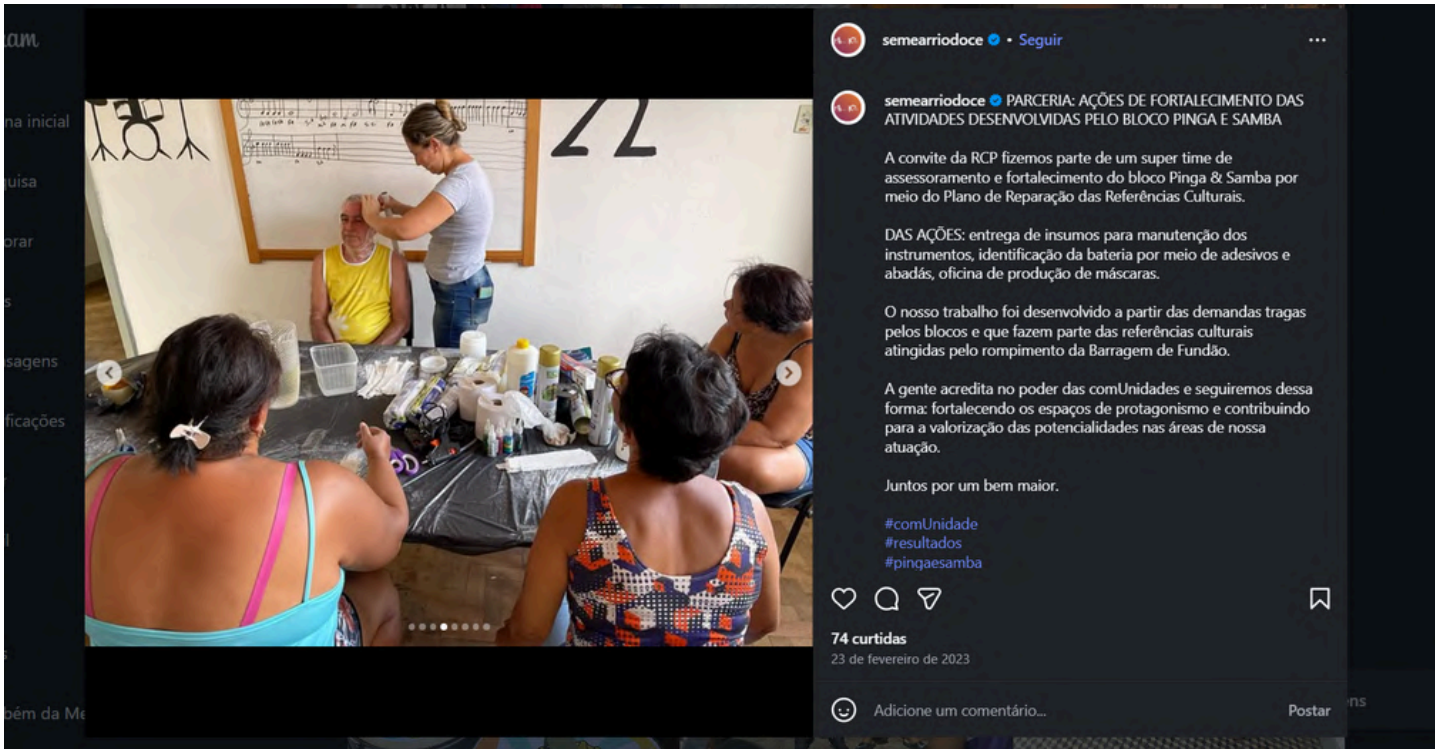 am
na inicial
quisa
orar
s
sagens
ficações
l
s
bém da Me
semearriodoce • Seguir
semearriodoce PARCERIA: AÇÕES DE FORTALECIMENTO DAS
ATIVIDADES DESENVOLVIDAS PELO BLOCO PINGA E SAMBA
A convite da RCP fizemos parte de um super time de
assessoramento e fortalecimento do bloco Pinga & Samba por
meio do Plano de Reparação das Referências Culturais.
DAS AÇÕES: entrega de insumos para manutenção dos
instrumentos, identificação da bateria por meio de adesivos e
abadás, oficina de produção de máscaras.
O nosso trabalho foi desenvolvido a partir das demandas tragas
pelos blocos e que fazem parte das referências culturais
atingidas pelo rompimento da Barragem de Fundão.
A gente acredita no poder das comUnidades e seguiremos dessa
forma: fortalecendo os espaços de protagonismo e contribuindo
para a valorização das potencialidades nas áreas de nossa
atuação.
Juntos por um bem maior.
#comUnidade
#resultados
#pingaesamba
74 curtidas
23 de fevereiro de 2023
Adicione um comentário... Postar
ns